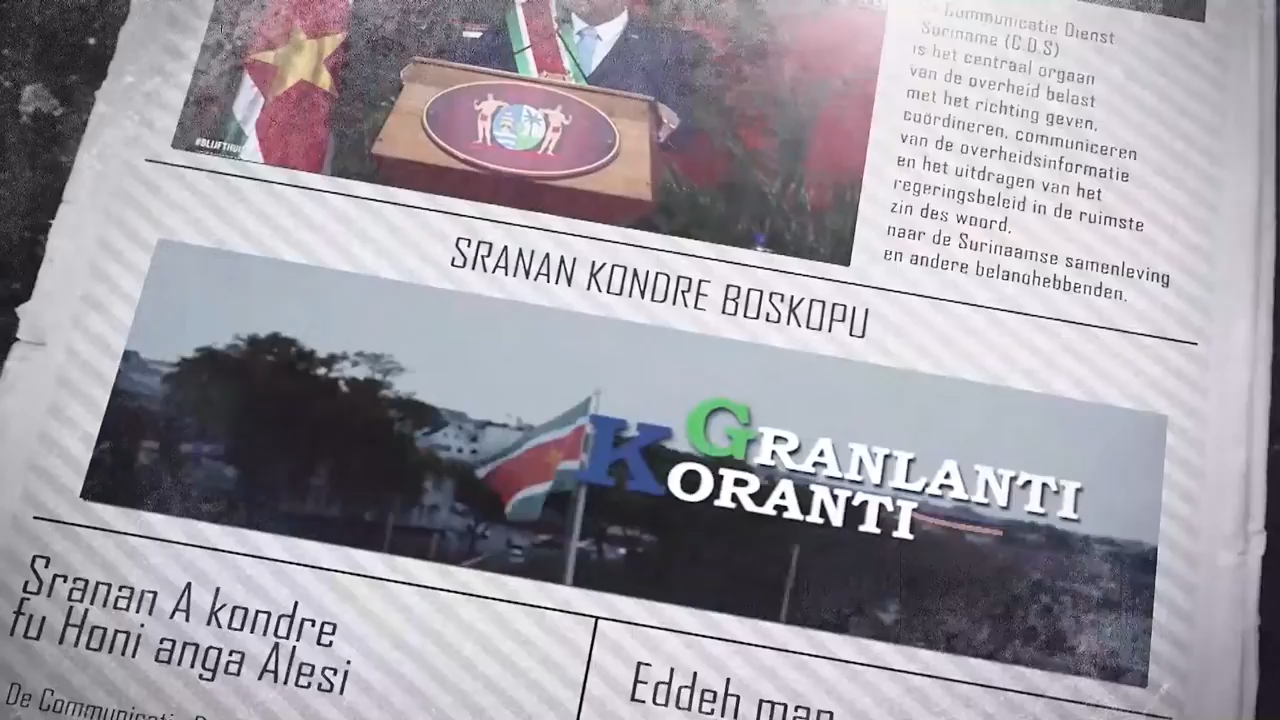 Communicatie Dienst
Suriname (C.D.S)
is het centraal orgaan
van de overheid belast
met het richting geven,
coördineren, communiceren
van de overheidsinformatie
en het uitdragen van het
regeringsbeleid in de ruimste
zin des woord,
naar de Surinaamse samenleving
en andere belanghebbenden.
SRANAN KONDRE BOSKOPU
GRANLANTI
KORANTI
Sranan A kondre
fu Honi anga Alesi
De
Eddeh man